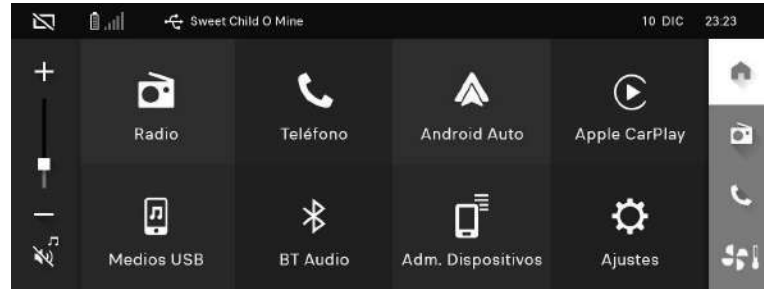 Sweet Child O Mine 10 DIC 23:23
Radio Teléfono Android Auto Apple CarPlay
Medios USB BT Audio Adm. Dispositivos Ajustes